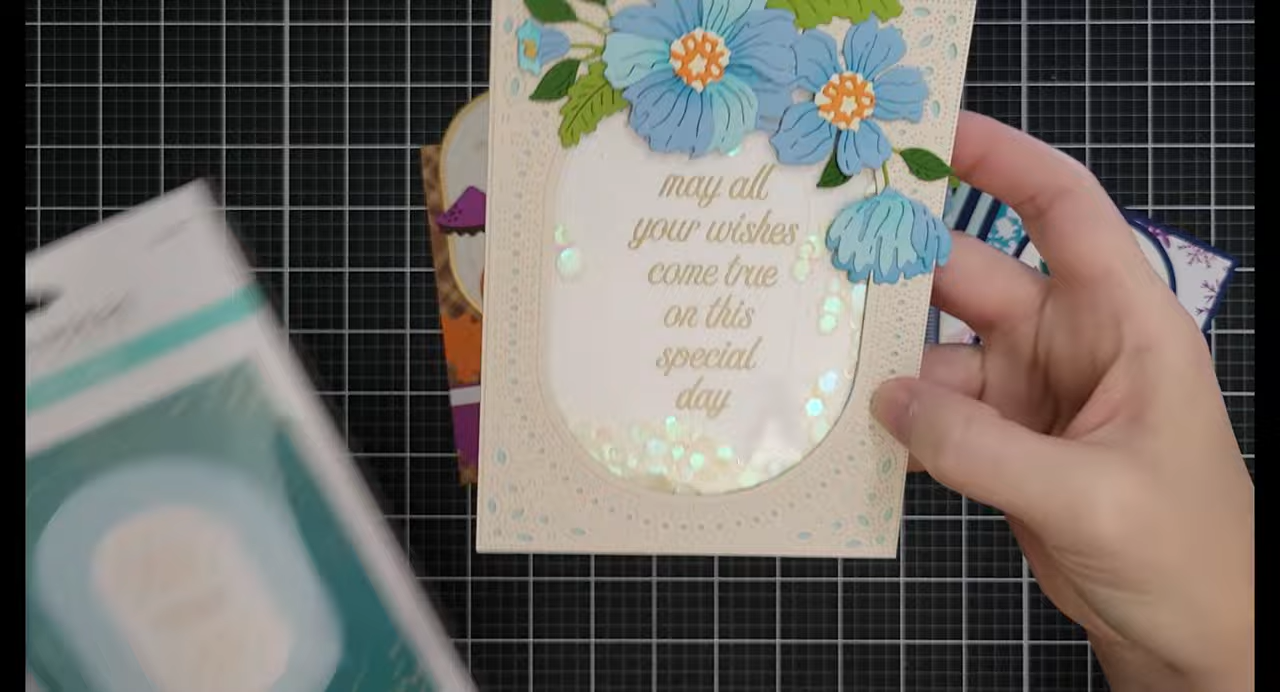 may all
your wishes
come true
on this
special
day